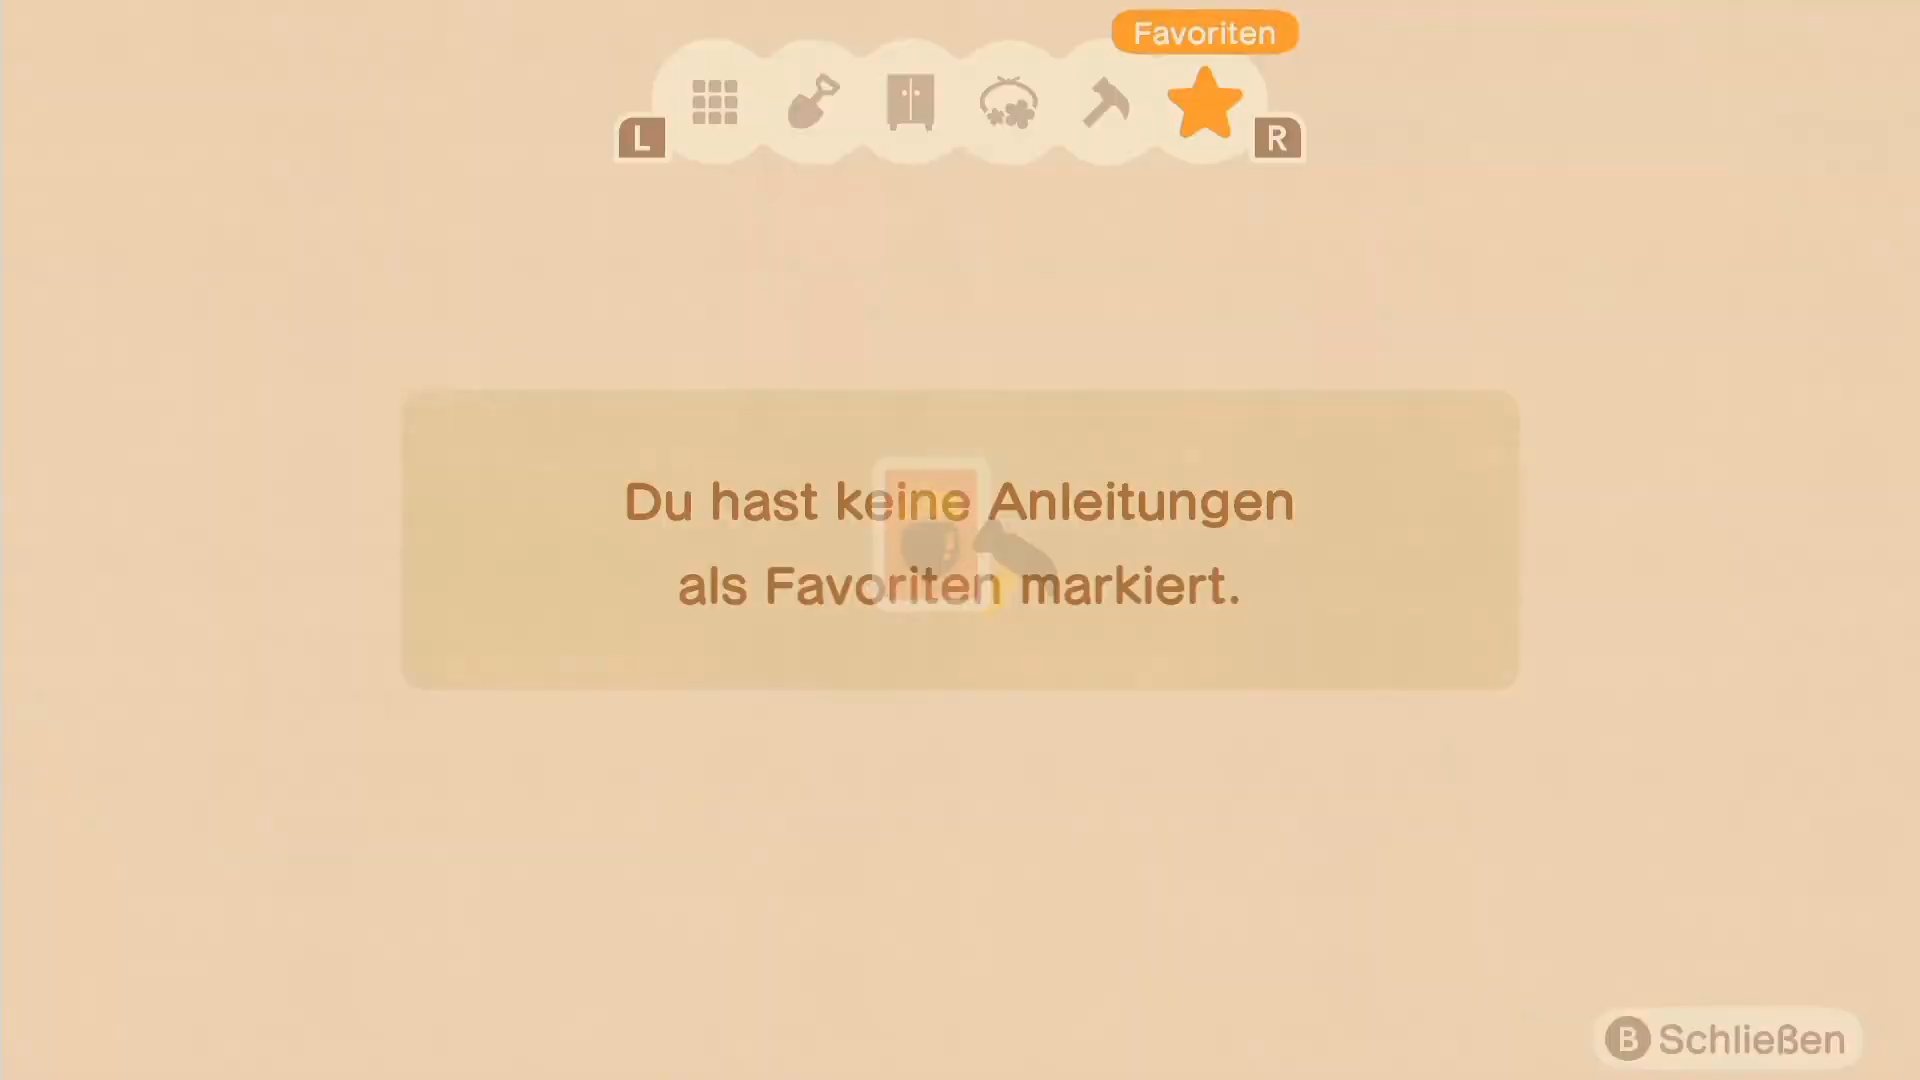 Favoriten
L
R
Du hast keine Anleitungen
als Favoriten markiert.
B Schließen